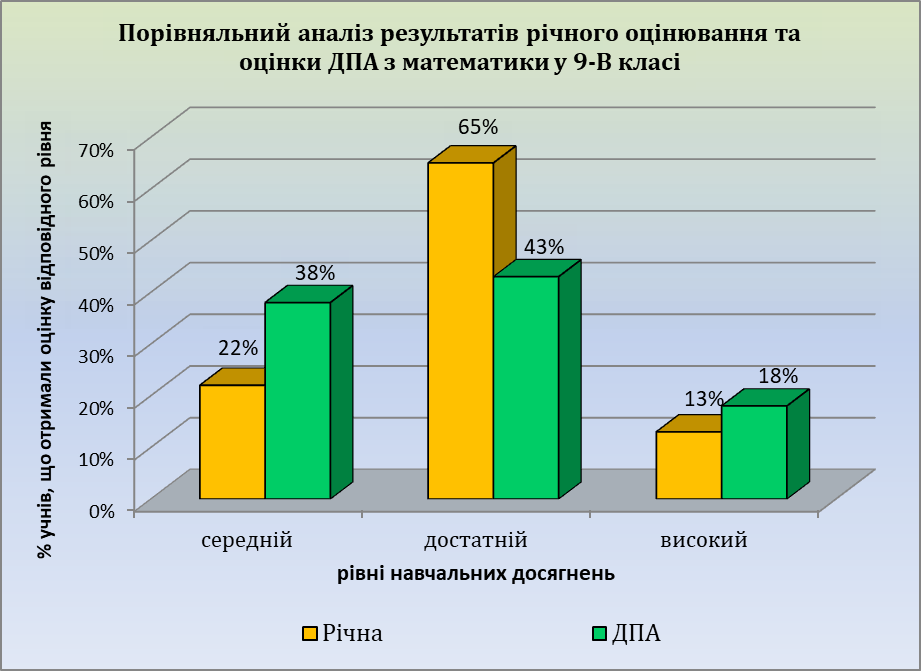 Порівняльний аналіз результатів річного оцінювання та
оцінки ДПА з математики у 9-В класі
% учнів, що отримали оцінку відповідного рівня
70%
60%
50%
40%
30%
20%
10%
0%
22%
38%
65%
43%
13%
18%
середній
достатній
високий
рівні навчальних досягнень
Річна
ДПА